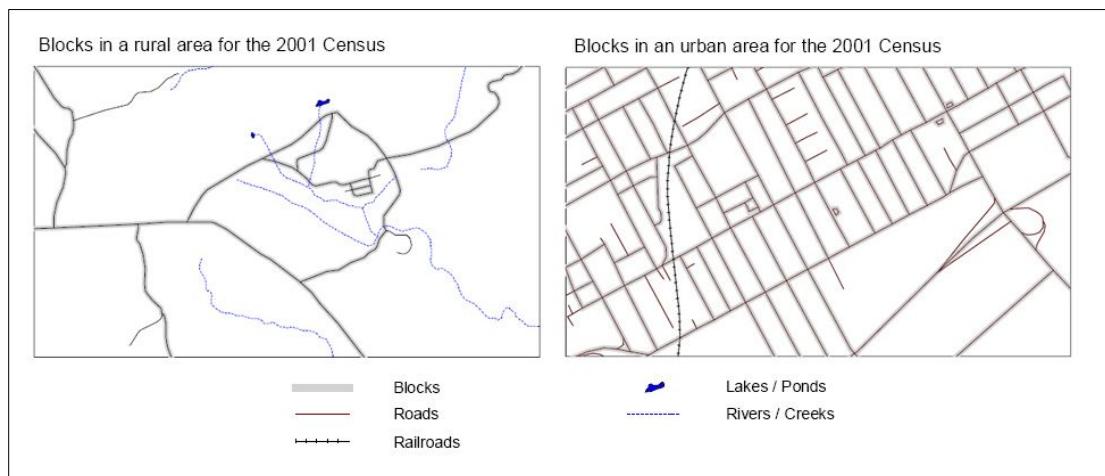 Blocks in a rural area for the 2001 Census
Blocks in an urban area for the 2001 Census
Blocks
Roads
Railroads
Lakes / Ponds
Rivers / Creeks